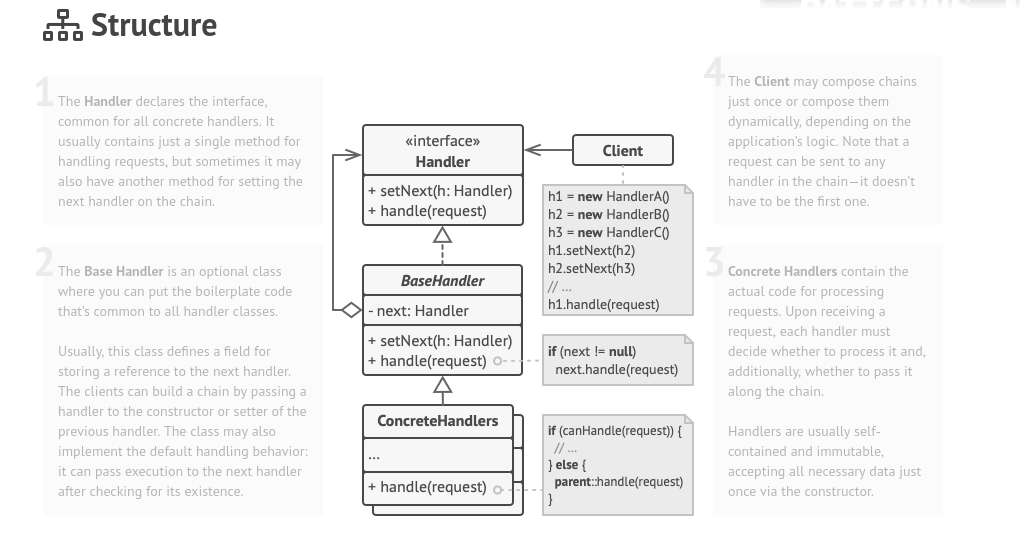 Structure
1
The Handler declares the interface,
common for all concrete handlers. It
usually contains just a single method for
handling requests, but sometimes it may
also have another method for setting the
next handler on the chain.
2
The Base Handler is an optional class
where you can put the boilerplate code
that's common to all handler classes.
Usually, this class defines a field for
storing a reference to the next handler.
The clients can build a chain by passing a
handler to the constructor or setter of the
previous handler. The class may also
implement the default handling behavior:
it can pass execution to the next handler
after checking for its existence.
«interface»
Handler
+ setNext(h: Handler)
+ handle(request)
BaseHandler
- next: Handler
+ setNext(h: Handler)
+ handle(request)
ConcreteHandlers
...
+ handle(request)
Client
h1 = new HandlerA()
h2 = new HandlerB()
h3 = new HandlerC()
h1.setNext(h2)
h2.setNext(h3)
// ...
h1.handle(request)
if (next != null)
next.handle(request)
if (canHandle(request)) {
// ...
} else {
parent::handle(request)
}
4
The Client may compose chains
just once or compose them
dynamically, depending on the
application's logic. Note that a
request can be sent to any
handler in the chain—it doesn't
have to be the first one.
3
Concrete Handlers contain the
actual code for processing
requests. Upon receiving a
request, each handler must
decide whether to process it and,
additionally, whether to pass it
along the chain.
Handlers are usually self-
contained and immutable,
accepting all necessary data just
once via the constructor.